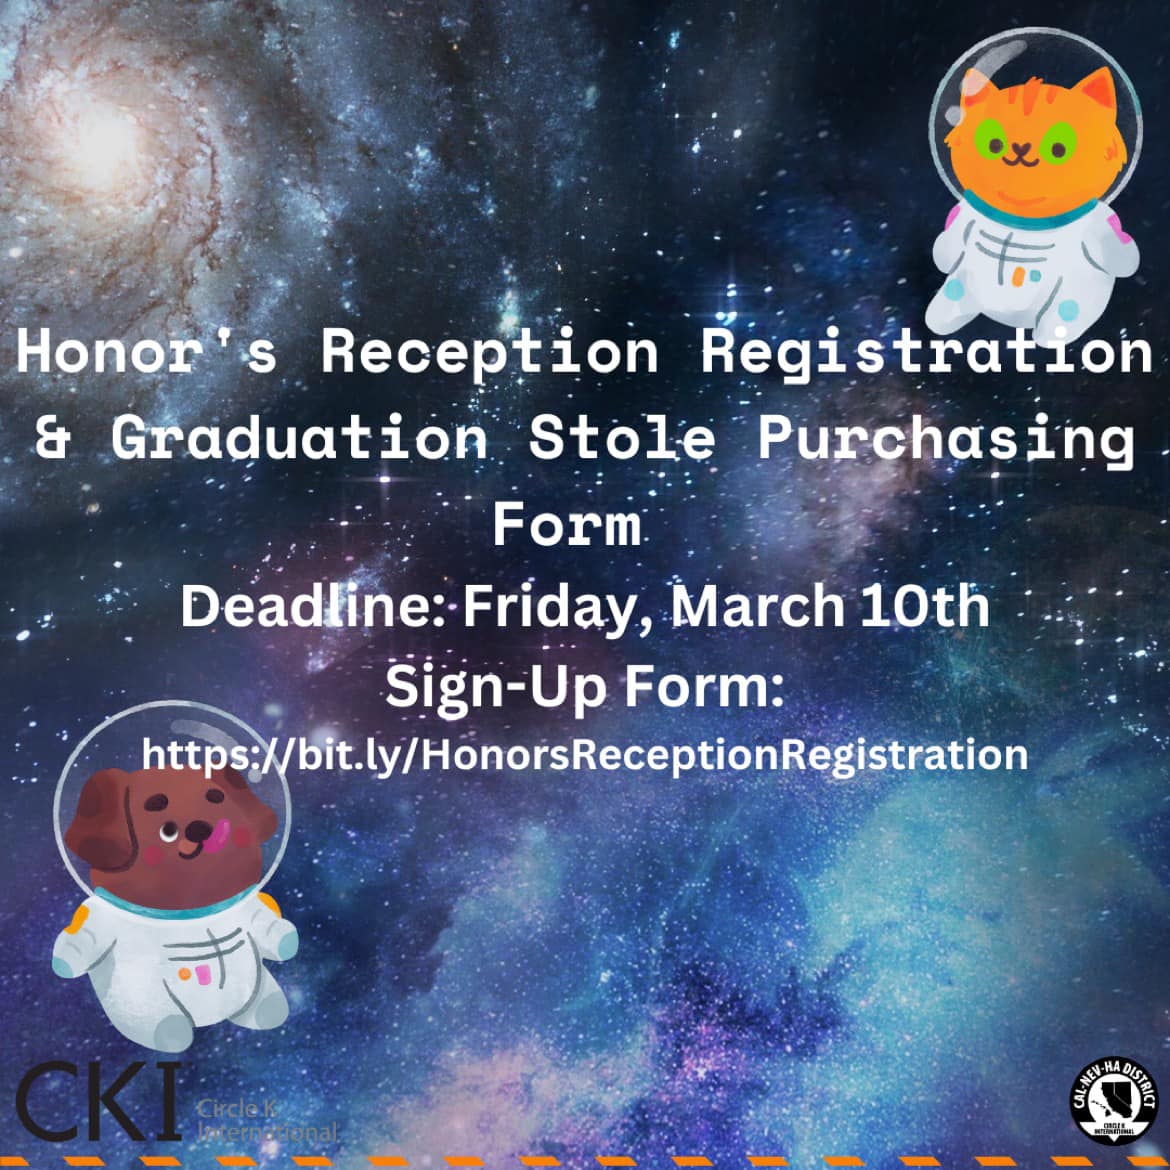 Honor's Reception Registration
& Graduation Stole Purchasing
Form
Deadline: Friday, March 10th
Sign-Up Form:
https://bit.ly/HonorsReceptionRegistration
CKI
Circle K
International
CAL-NEV-HA DISTRICT
CIRCLE K
INTERNATIONAL